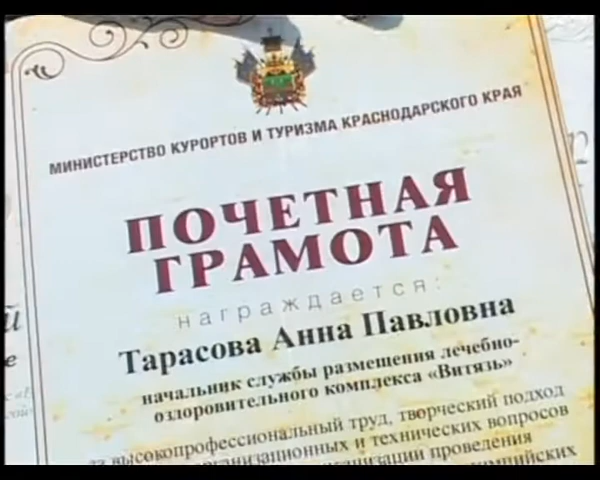 МИНИСТЕРСТВО КУРОРТОВ И ТУРИЗМА КРАСНОДАРСКОГО КРАЯ
ПОЧЕТНАЯ
ГРАМОТА
награждается:
Тарасова Анна Павловна
начальник службы размещения лечебно-
оздоровительного комплекса «Витязь»
за высокопрофессиональный труд, творческий подход
организационных и технических вопросов
организации проведения